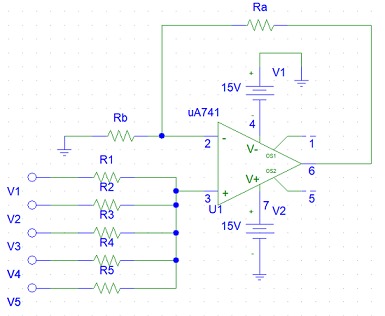 Ra
+
V1
15V
uA741
-
Rb
4
2
-
V-
OS1
1
6
R1
V1
R2
V2
R3
V3
R4
V4
R5
V5
3
+
V+
OS2
5
U1
7
V2
+
15V
-